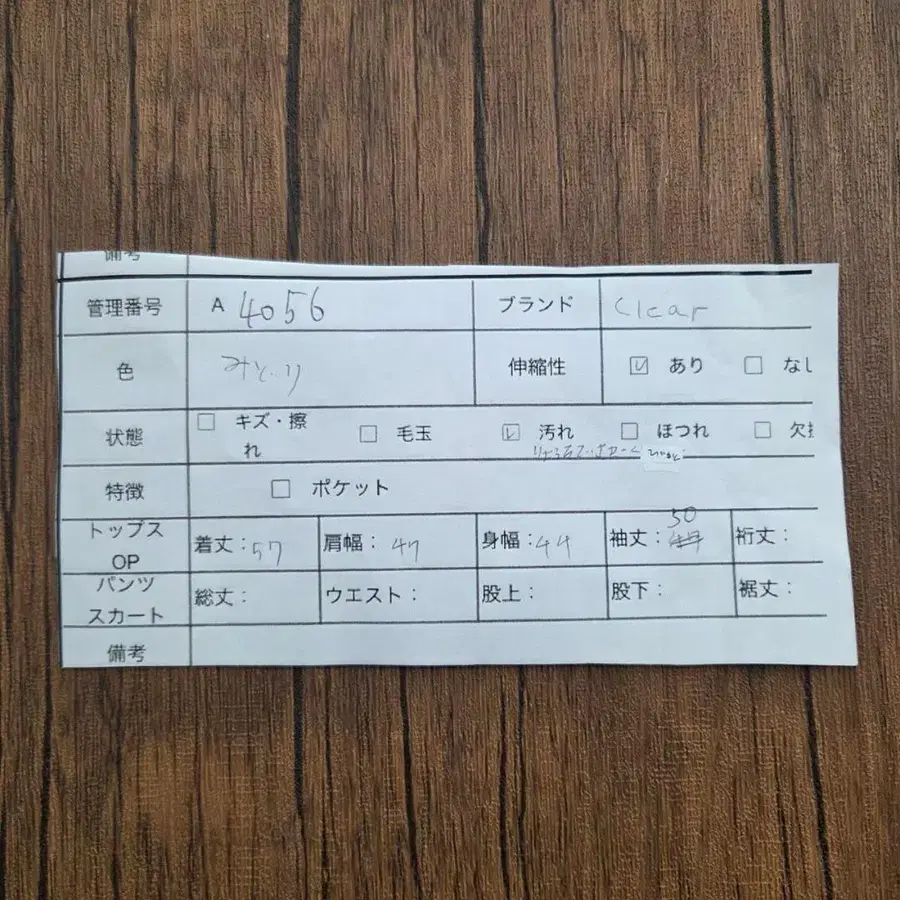 備考
管理番号 A 4056 ブランド clear
色 みどり 伸縮性 ☑ あり ☐ なし
状態 ☐ キズ・擦れ ☐ 毛玉 ☑ 汚れ ☐ ほつれ ☐
特徴 ☐ ポケット
トップス OP 着丈：57 肩幅：47 身幅：44 袖丈：50 裄丈：
パンツ スカート 総丈： ウエスト： 股上： 股下： 裾丈：
備考